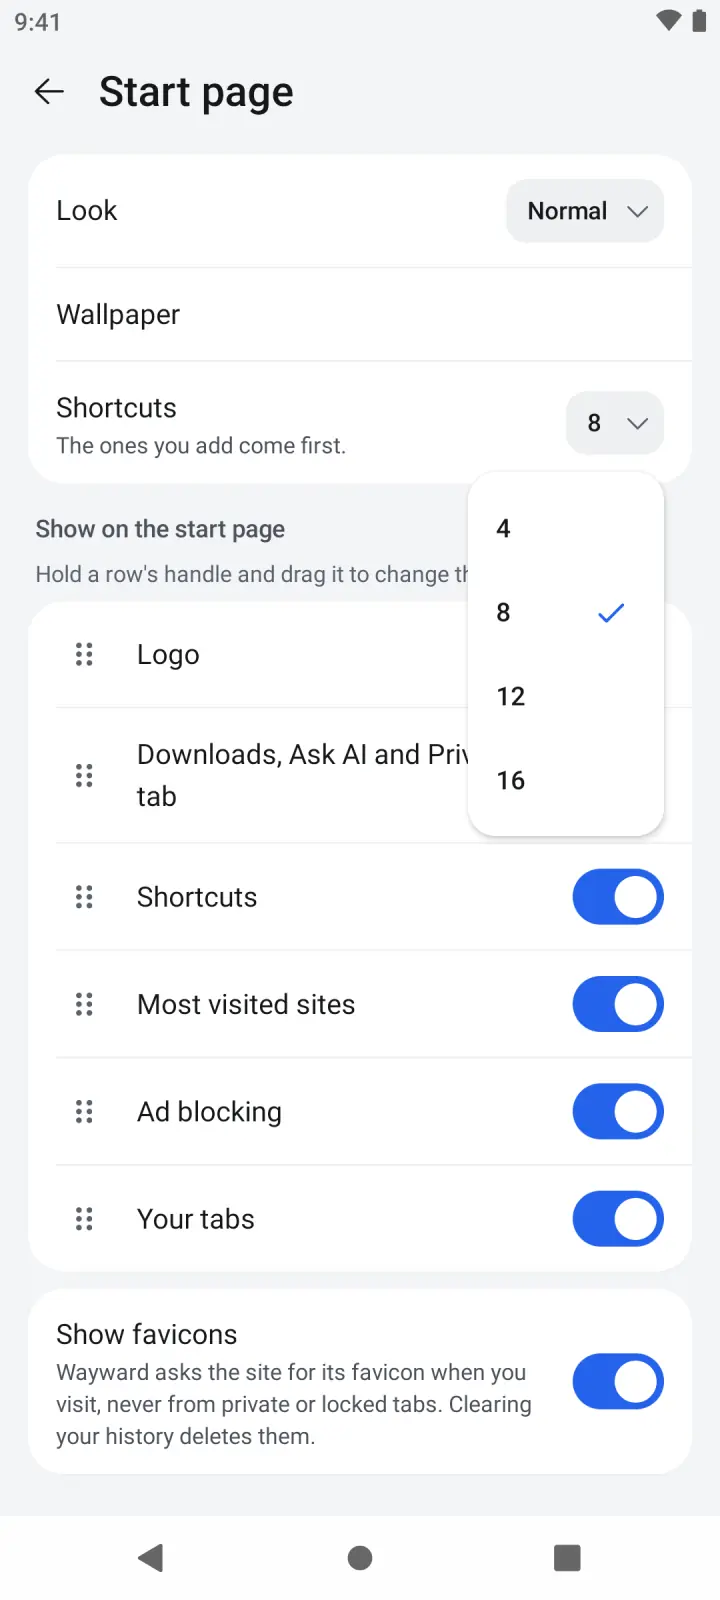 9:41
Start page
Look
Normal
Wallpaper
Shortcuts
8
The ones you add come first.
4
8
12
16
Show on the start page
Hold a row's handle and drag it to change
Logo
Downloads, Ask AI and
tab
Shortcuts
Most visited sites
Ad blocking
Your tabs
Show favicons
Wayward asks the site for its favicon when you
visit, never from private or locked tabs. Clearing
your history deletes them.